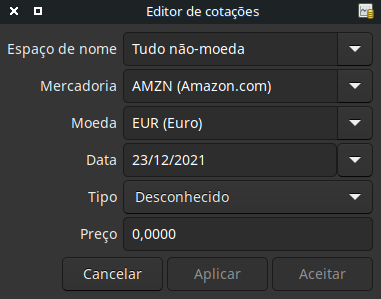 Editor de cotações
Espaço de nome Tudo não-moeda
Mercadoria AMZN (Amazon.com)
Moeda EUR (Euro)
Data 23/12/2021
Tipo Desconhecido
Preço 0,0000
Cancelar Aplicar Aceitar